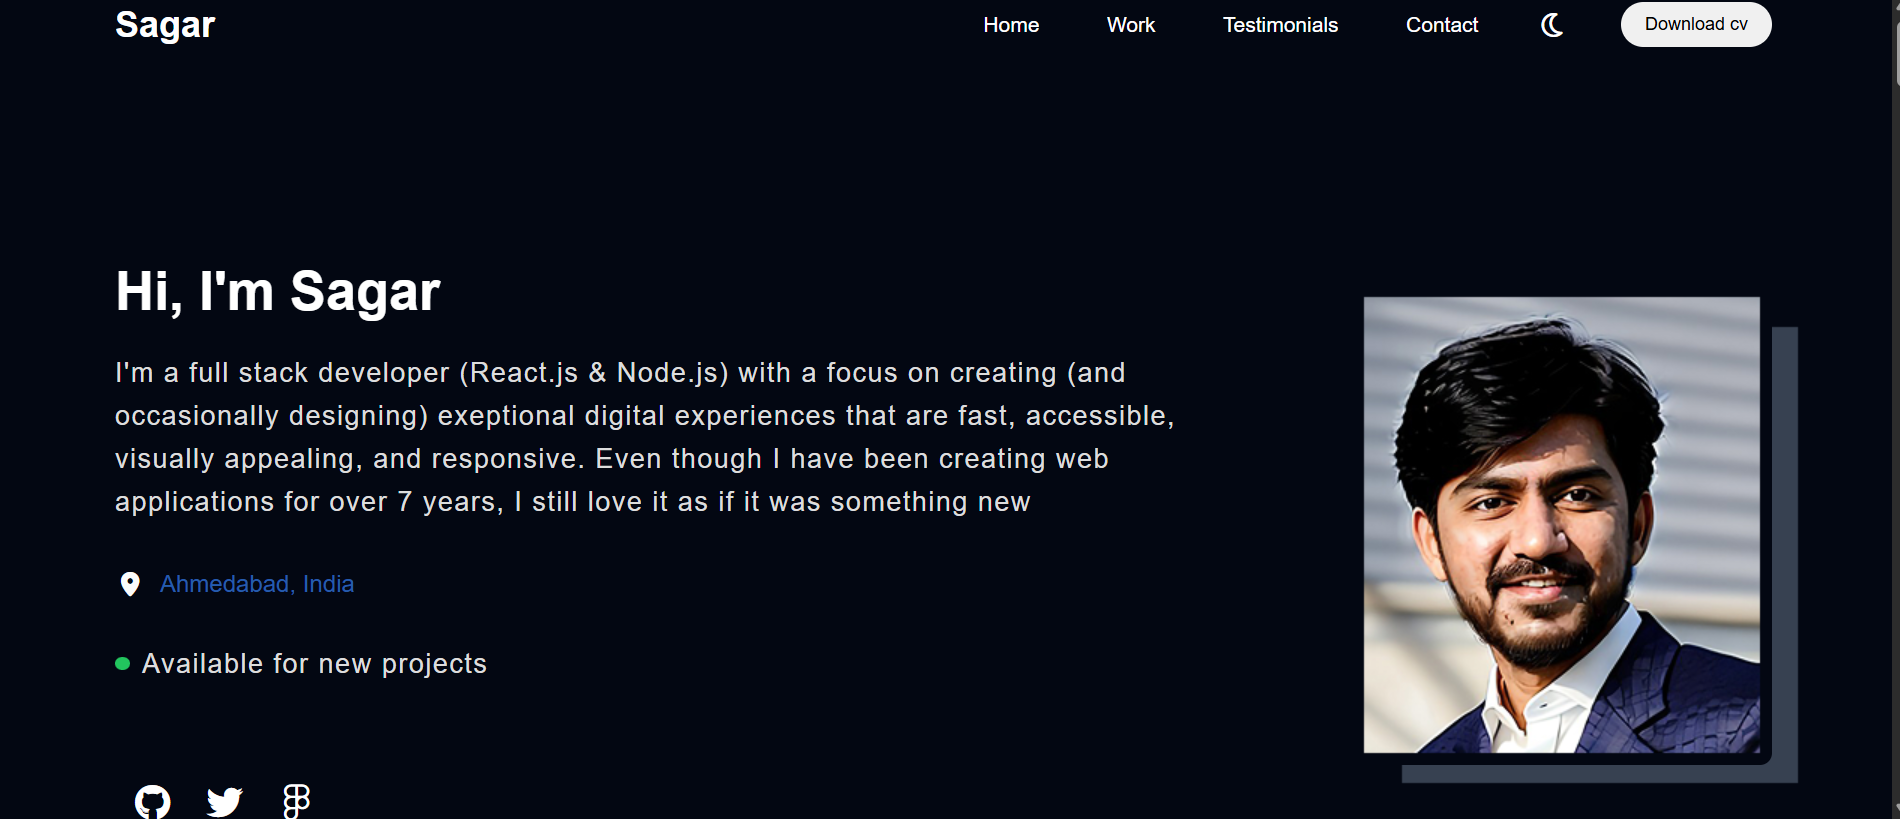 Sagar
Home
Work
Testimonials
Contact
Download cv
Hi, I'm Sagar
I'm a full stack developer (React.js & Node.js) with a focus on creating (and
occasionally designing) exeptional digital experiences that are fast, accessible,
visually appealing, and responsive. Even though I have been creating web
applications for over 7 years, I still love it as if it was something new
Ahmedabad, India
Available for new projects